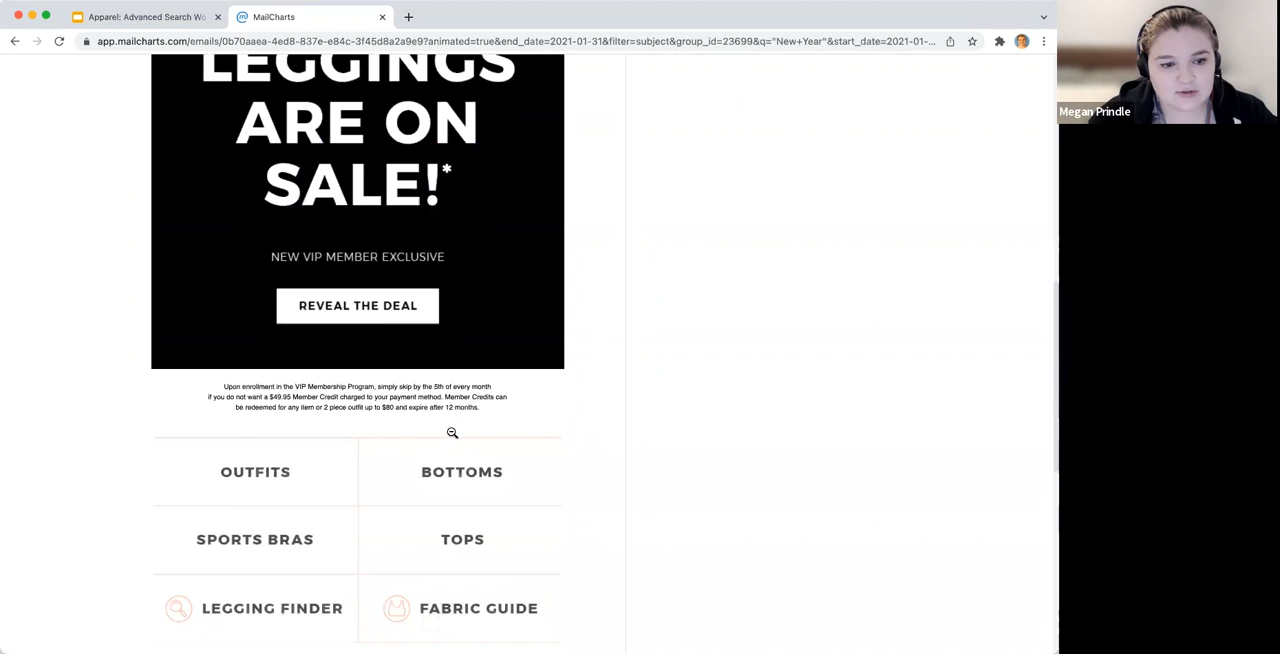 Apparel: Advanced Search Wo
MailCharts
app.mailcharts.com/emails/0b70aaea-4ed8-837e-e84c-3f45d8a2a9e9?animated=true&end_date=2021-01-31&filter=subject&group_id=23699&q="New+Year"&start_date=2021-01-...
Megan Prindle
LEGGINGS
ARE ON
SALE!*
NEW VIP MEMBER EXCLUSIVE
REVEAL THE DEAL
Upon enrollment in the VIP Membership Program, simply skip by the 5th of every month
if you do not want a $49.95 Member Credit charged to your payment method. Member Credits can
be redeemed for any item or 2 piece outfit up to $80 and expire after 12 months.
OUTFITS
BOTTOMS
SPORTS BRAS
TOPS
LEGGING FINDER
FABRIC GUIDE